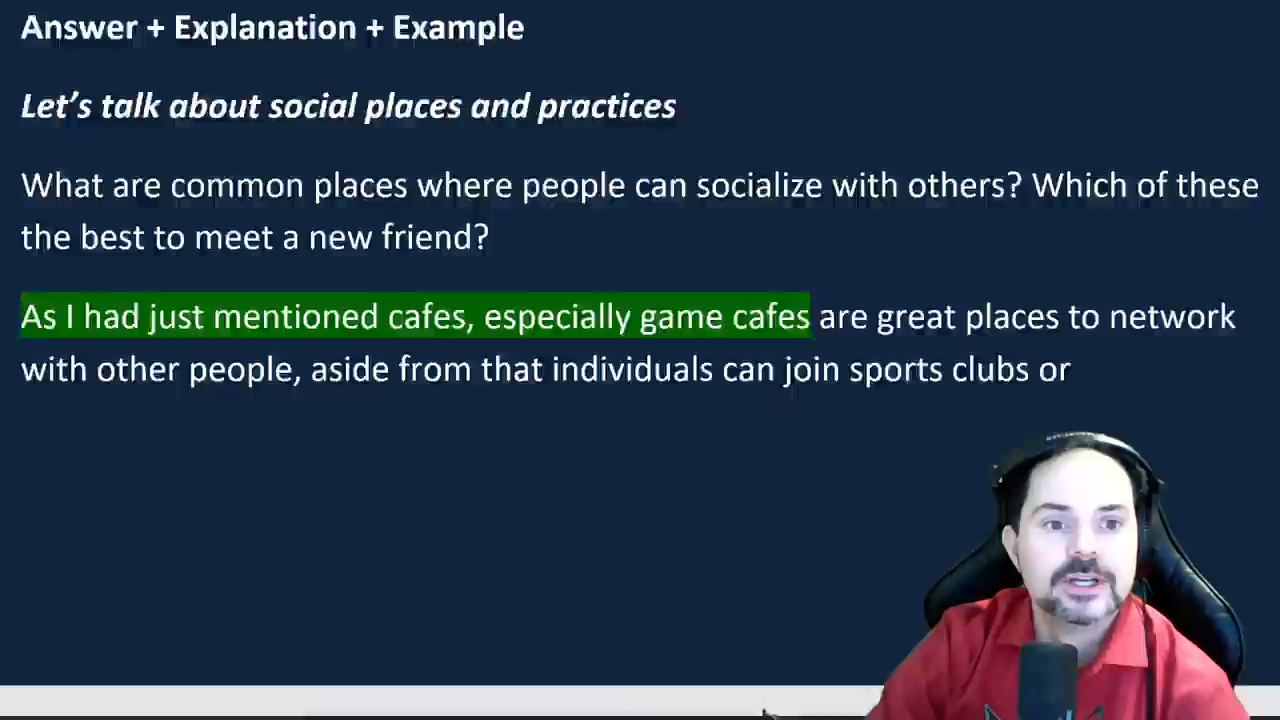 Answer + Explanation + Example
Let's talk about social places and practices
What are common places where people can socialize with others? Which of these
the best to meet a new friend?
As I had just mentioned cafes, especially game cafes are great places to network
with other people, aside from that individuals can join sports clubs or